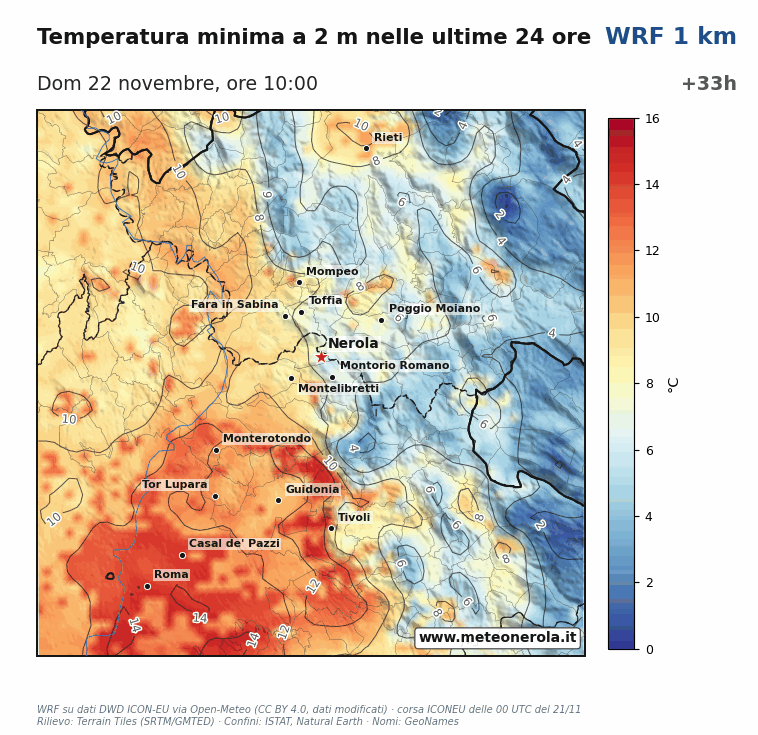 Temperatura minima a 2 m nelle ultime 24 ore WRF 1 km
Dom 22 novembre, ore 10:00 +33h
Rieti
Mompeo
Fara in Sabina
Toffia
Poggio Moiano
Nerola
Montorio Romano
Montelibretti
Monterotondo
Tor Lupara
Guidonia
Tivoli
Casal de' Pazzi
Roma
www.meteonerola.it
16
14
12
10
8
6
4
2
0
°C
WRF su dati DWD ICON-EU via Open-Meteo (CC BY 4.0, dati modificati) · corsa ICONEU delle 00 UTC del 21/11
Rilievo: Terrain Tiles (SRTM/GMTED) · Confini: ISTAT, Natural Earth · Nomi: GeoNames